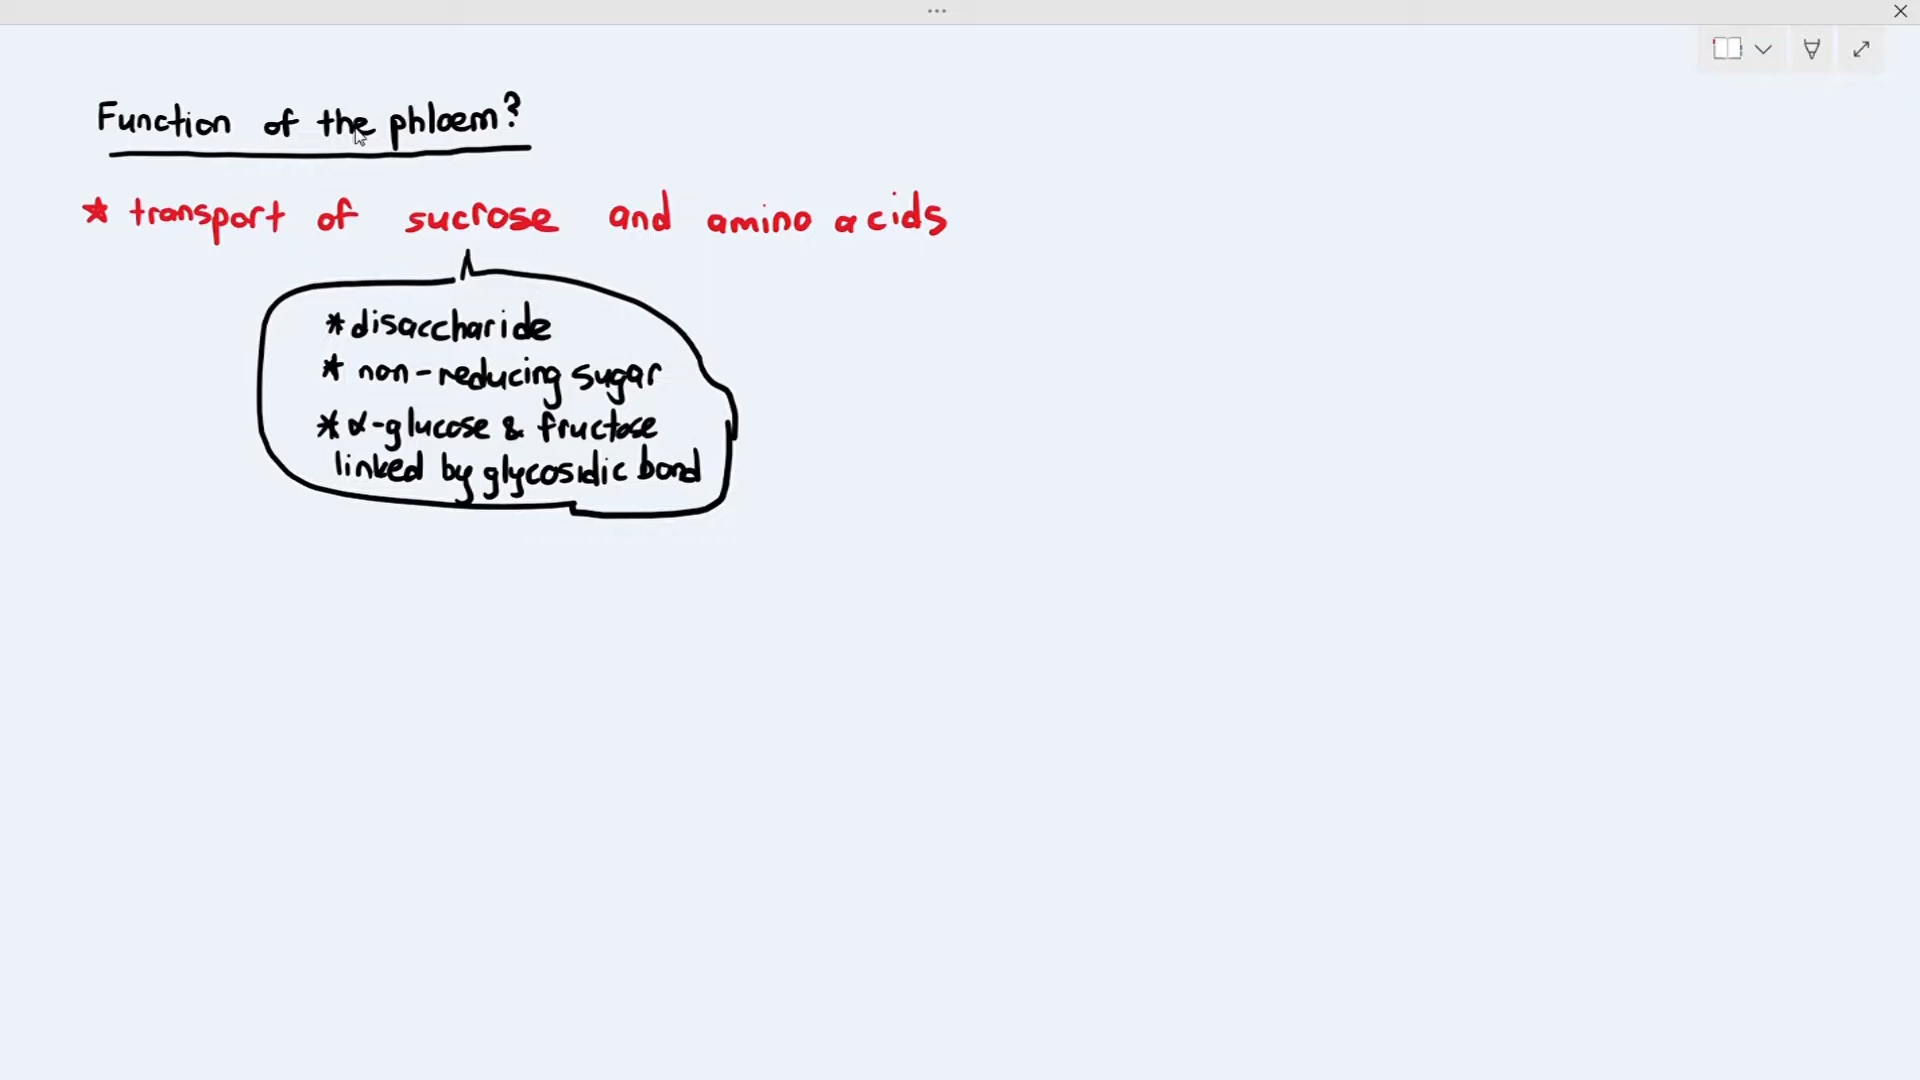 Function of the phloem?
* transport of sucrose and amino acids
* disaccharide
* non-reducing sugar
* α-glucose & fructose
linked by glycosidic bond